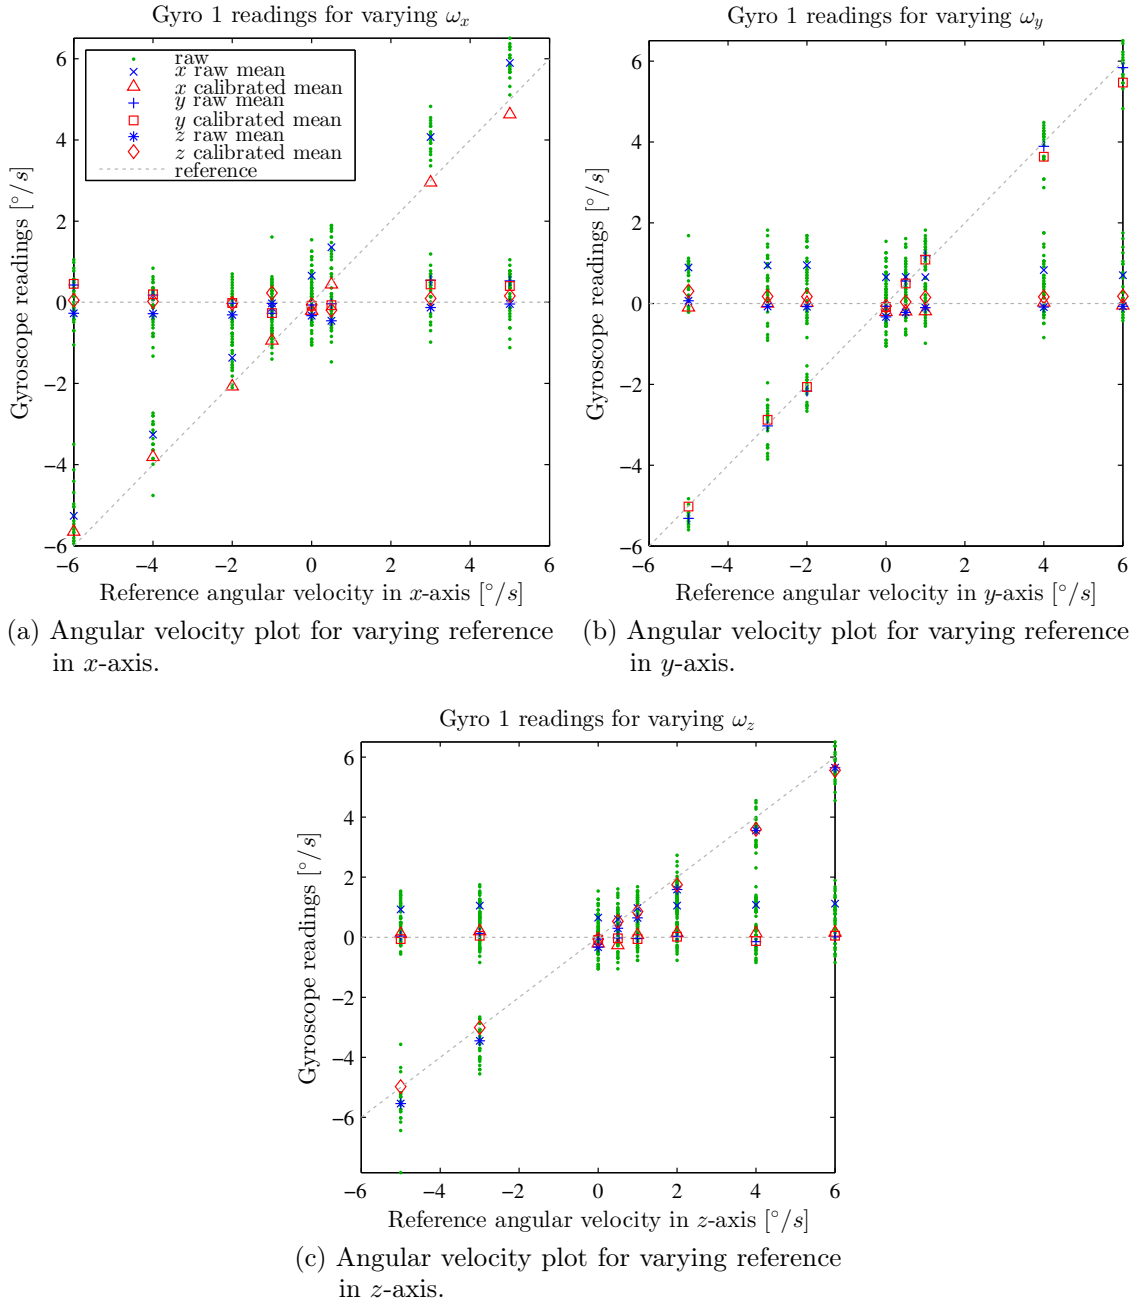 Gyro 1 readings for varying ω_x
6
4
2
0
−2
−4
−6
Gyroscope readings [°/s]
raw
x raw mean
x calibrated mean
y raw mean
y calibrated mean
z raw mean
z calibrated mean
reference
−6 −4 −2 0 2 4 6
Reference angular velocity in x-axis [°/s]
(a) Angular velocity plot for varying reference
in x-axis.
Gyro 1 readings for varying ω_y
6
4
2
0
−2
−4
−6
Gyroscope readings [°/s]
−6 −4 −2 0 2 4 6
Reference angular velocity in y-axis [°/s]
(b) Angular velocity plot for varying reference
in y-axis.
Gyro 1 readings for varying ω_z
6
4
2
0
−2
−4
−6
Gyroscope readings [°/s]
−6 −4 −2 0 2 4 6
Reference angular velocity in z-axis [°/s]
(c) Angular velocity plot for varying reference
in z-axis.